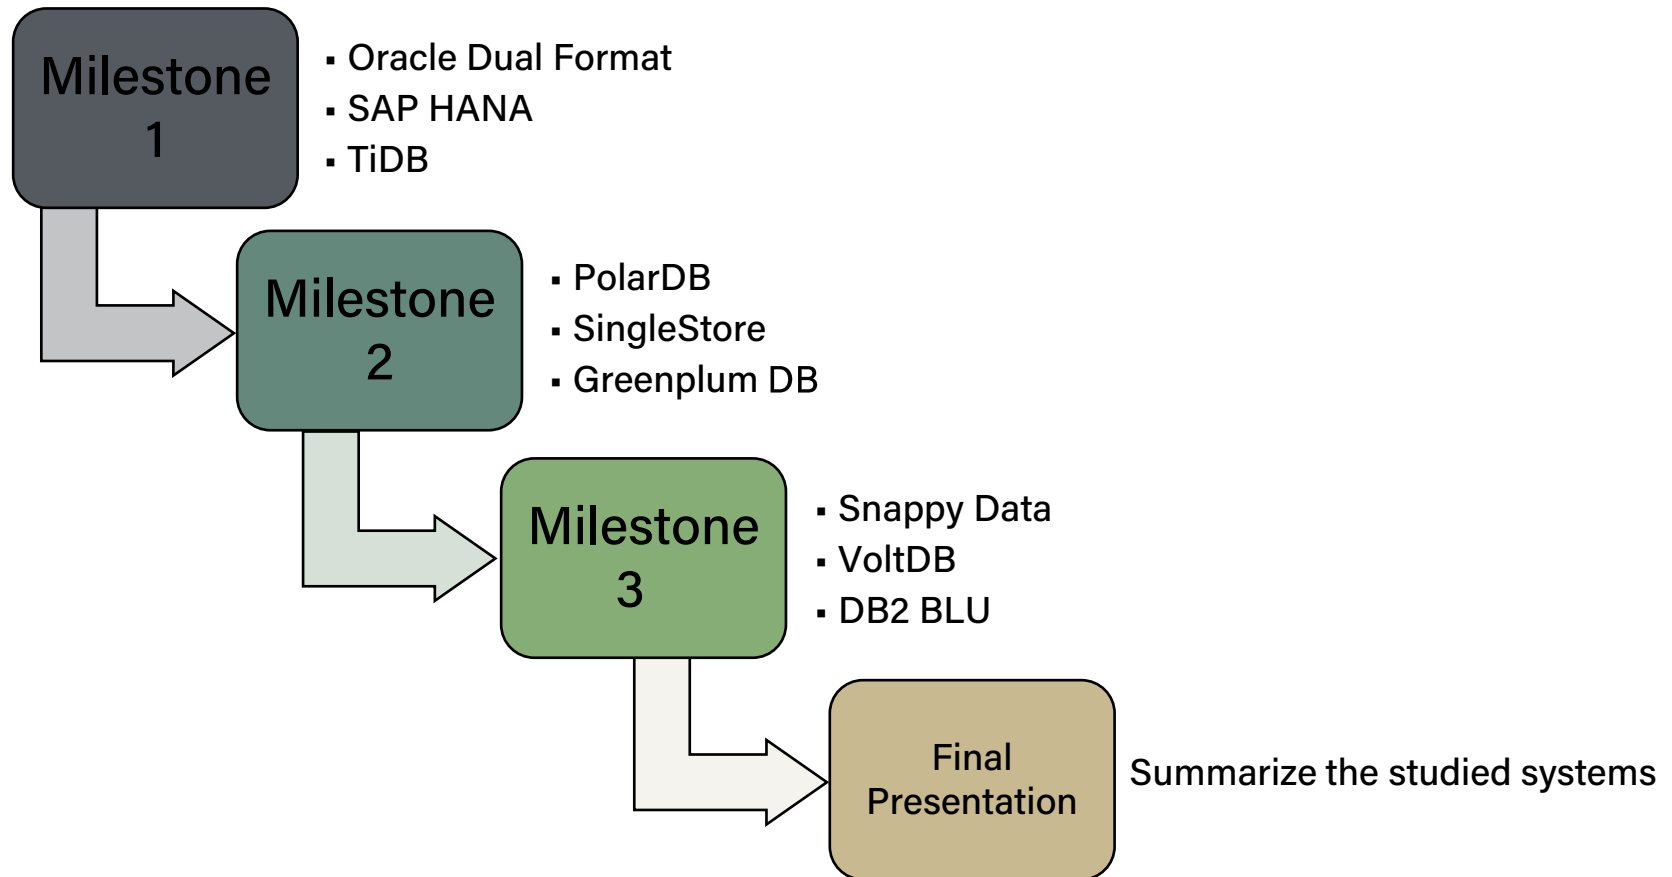 Milestone
1
▪ Oracle Dual Format
▪ SAP HANA
▪ TiDB
Milestone
2
▪ PolarDB
▪ SingleStore
▪ Greenplum DB
Milestone
3
▪ Snappy Data
▪ VoltDB
▪ DB2 BLU
Final
Presentation
Summarize the studied systems